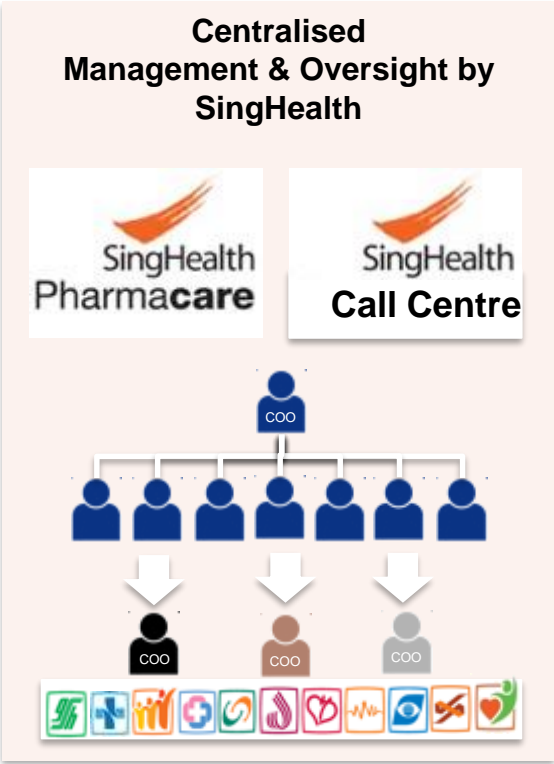 Centralised
Management & Oversight by
SingHealth
SingHealth
Pharmacare
SingHealth
Call Centre
COO
COO
COO
COO